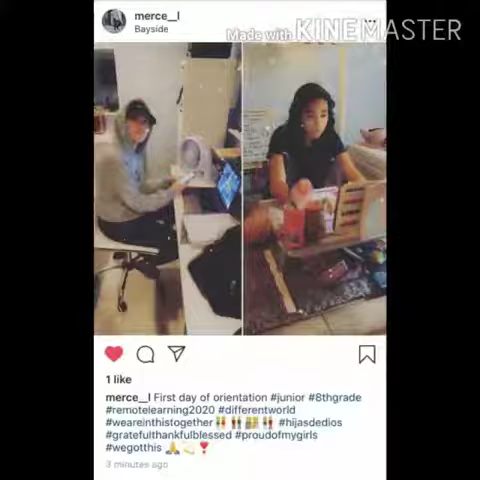 merce__l
Bayside
Made with KINEMASTER
1 like
merce__l First day of orientation #junior #8thgrade
#remotelearning2020 #differentworld
#weareinthistogether #hijasdedios
#gratefulthankfulblessed #proudofmygirls
#wegotthis
3 minutes ago